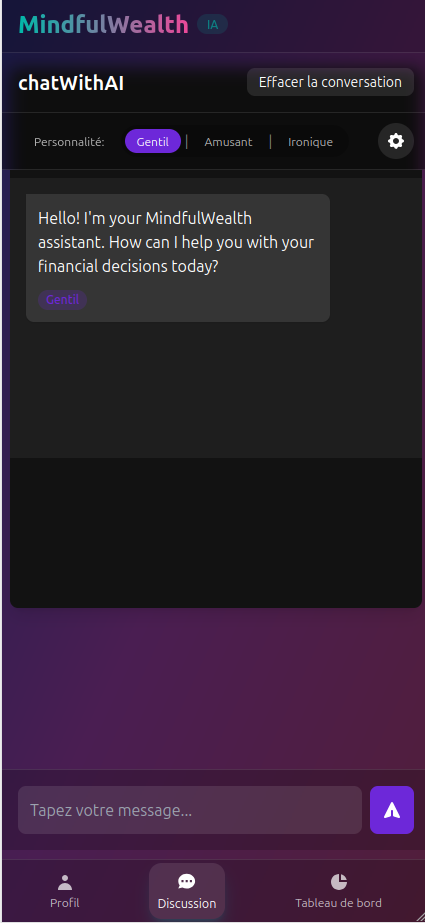 MindfulWealth IA
chatWithAI
Effacer la conversation
Personnalité: Gentil | Amusant | Ironique
Hello! I'm your MindfulWealth
assistant. How can I help you with your
financial decisions today?
Gentil
Tapez votre message...
Profil
Discussion
Tableau de bord